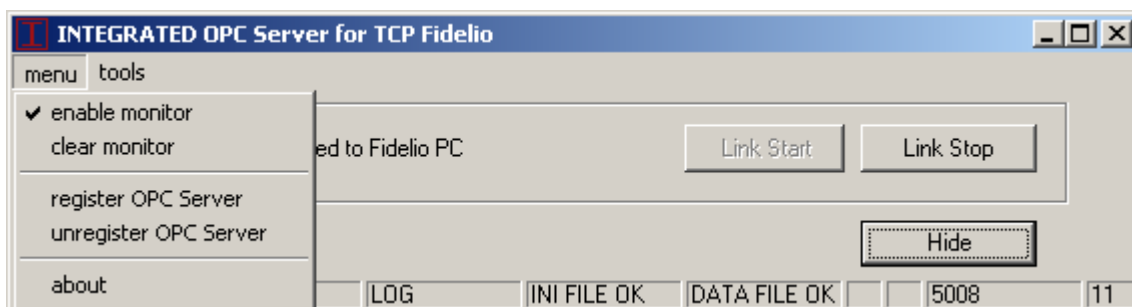 INTEGRATED OPC Server for TCP Fidelio
menu tools
enable monitor
clear monitor
ed to Fidelio PC
Link Start
Link Stop
register OPC Server
unregister OPC Server
Hide
about
LOG INI FILE OK DATA FILE OK 5008 11